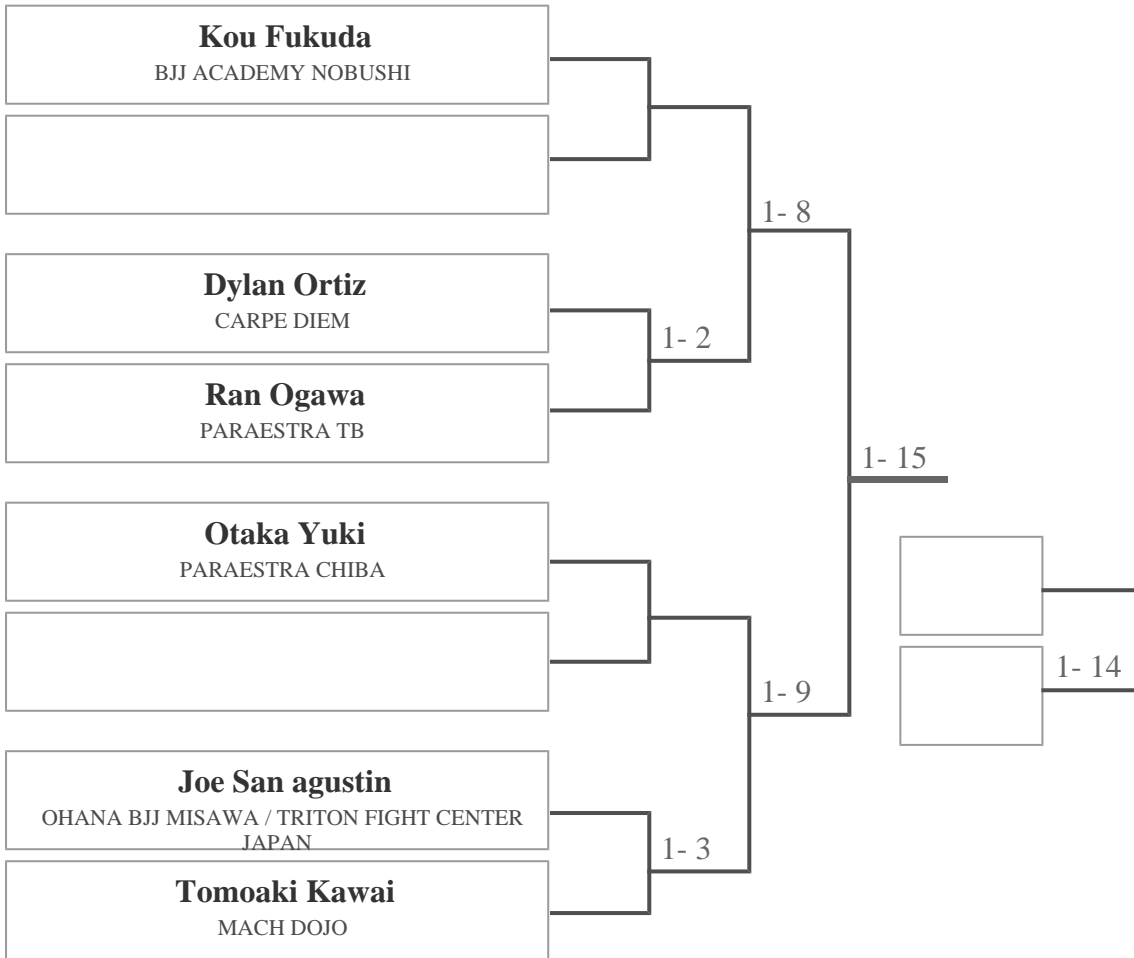 Kou Fukuda
BJJ ACADEMY NOBUSHI
1- 8
Dylan Ortiz
CARPE DIEM
1- 2
Ran Ogawa
PARAESTRA TB
1- 15
Otaka Yuki
PARAESTRA CHIBA
1- 14
1- 9
Joe San agustin
OHANA BJJ MISAWA / TRITON FIGHT CENTER
JAPAN
1- 3
Tomoaki Kawai
MACH DOJO